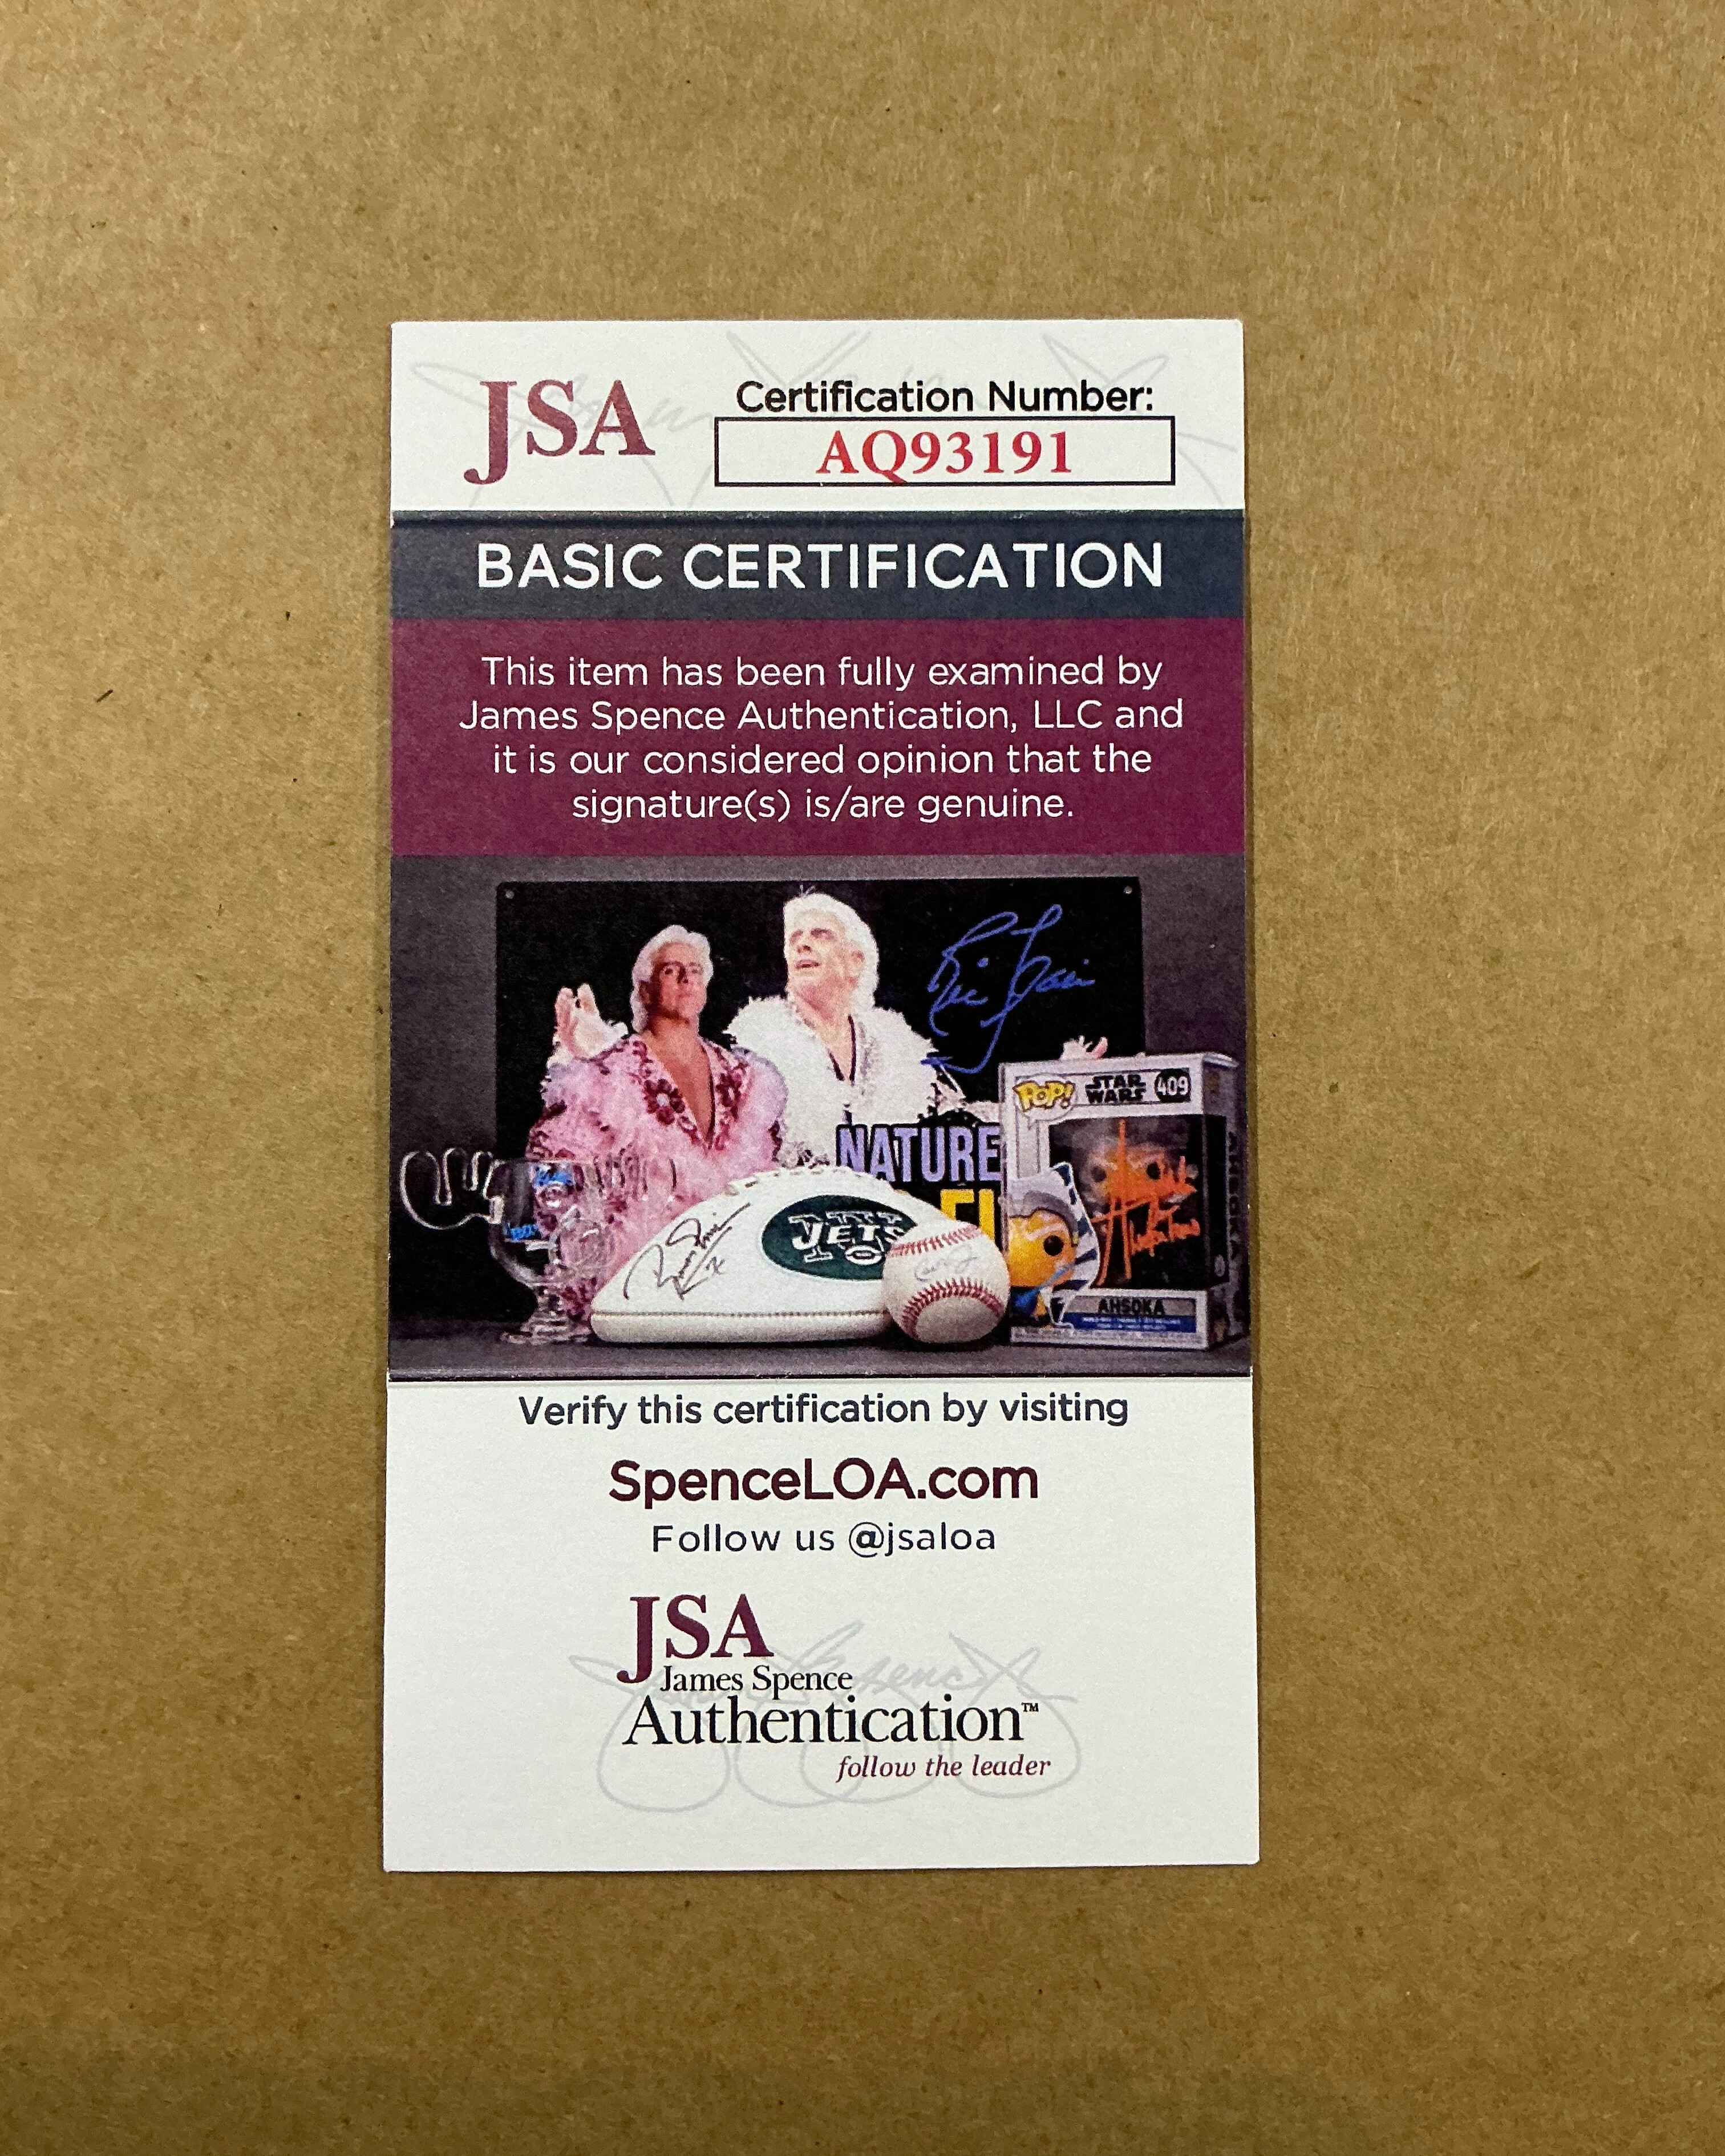 JSA
Certification Number:
AQ93191
BASIC CERTIFICATION
This item has been fully examined by
James Spence Authentication, LLC and
it is our considered opinion that the
signature(s) is/are genuine.
Ric Flair
NATURE
POP!
STAR
WARS
409
JETS
AHSOKA
Verify this certification by visiting
SpenceLOA.com
Follow us @jsaloa
JSA
James Spence
Authentication™
follow the leader